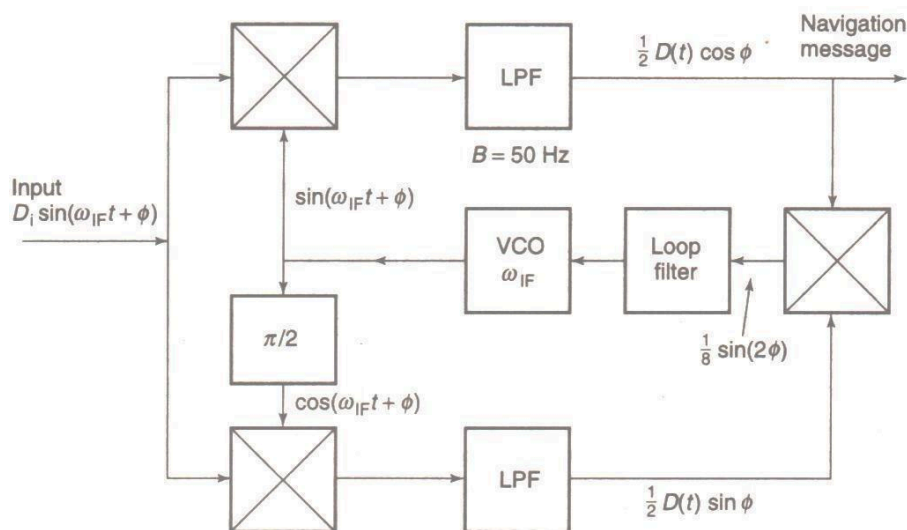 Navigation
message
½ D(t) cos ϕ
LPF
B = 50 Hz
Input
D_i sin(ω_IF t + ϕ)
sin(ω_IF t + ϕ)
VCO
ω_IF
Loop
filter
π/2
⅛ sin(2ϕ)
cos(ω_IF t + ϕ)
LPF
½ D(t) sin ϕ